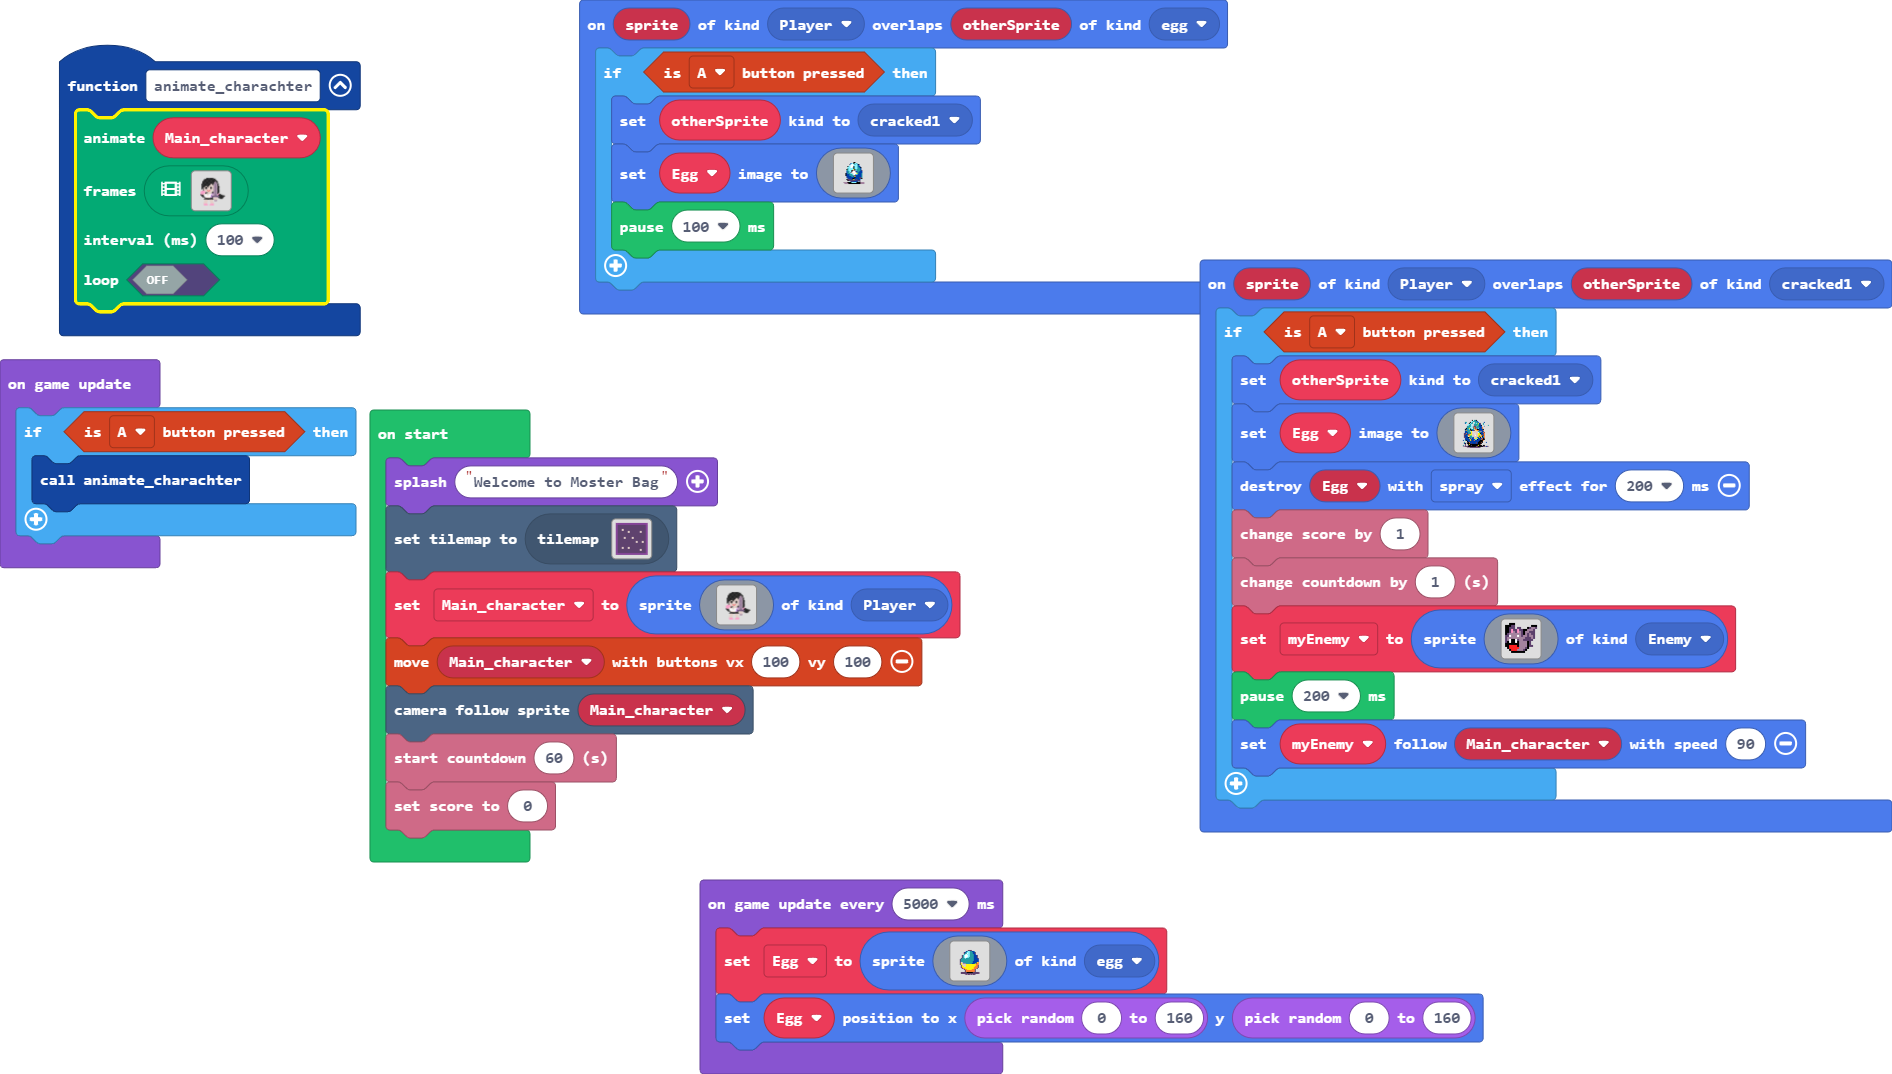 function animate_charachter
animate Main_character
frames
interval (ms) 100
loop OFF
on game update
if is A button pressed then
call animate_charachter
on start
splash "Welcome to Moster Bag"
set tilemap to tilemap
set Main_character to sprite of kind Player
move Main_character with buttons vx 100 vy 100
camera follow sprite Main_character
start countdown 60 (s)
set score to 0
on sprite of kind Player overlaps otherSprite of kind egg
if is A button pressed then
set otherSprite kind to cracked1
set Egg image to
pause 100 ms
on sprite of kind Player overlaps otherSprite of kind cracked1
if is A button pressed then
set otherSprite kind to cracked1
set Egg image to
destroy Egg with spray effect for 200 ms
change score by 1
change countdown by 1 (s)
set myEnemy to sprite of kind Enemy
pause 200 ms
set myEnemy follow Main_character with speed 90
on game update every 5000 ms
set Egg to sprite of kind egg
set Egg position to x pick random 0 to 160 y pick random 0 to 160